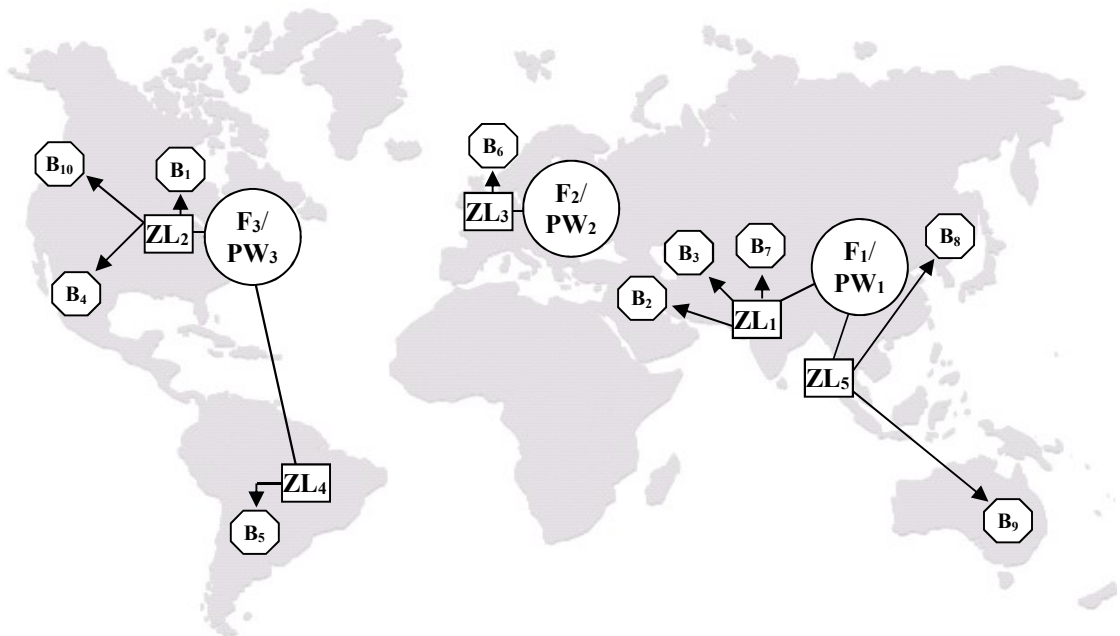 B₁₀
B₁
ZL₂
F₃/
PW₃
B₄
ZL₄
B₅
B₆
ZL₃
F₂/
PW₂
B₃
B₇
B₂
ZL₁
F₁/
PW₁
B₈
ZL₅
B₉